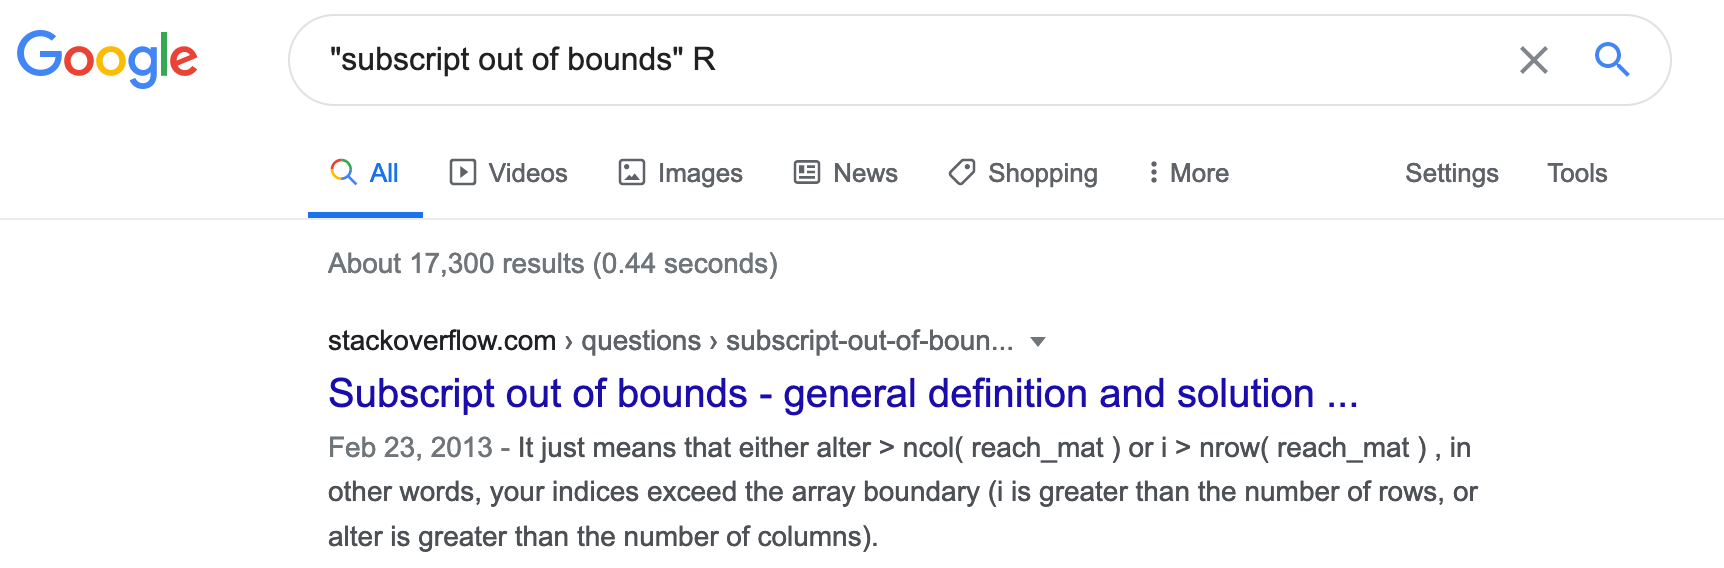 Google
"subscript out of bounds" R
All Videos Images News Shopping More Settings Tools
About 17,300 results (0.44 seconds)
stackoverflow.com › questions › subscript-out-of-boun...
Subscript out of bounds - general definition and solution ...
Feb 23, 2013 - It just means that either alter > ncol( reach_mat ) or i > nrow( reach_mat ) , in
other words, your indices exceed the array boundary (i is greater than the number of rows, or
alter is greater than the number of columns).